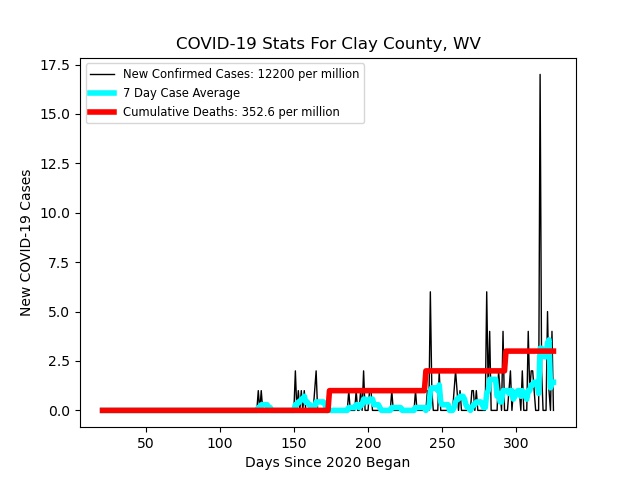 COVID-19 Stats For Clay County, WV
New Confirmed Cases: 12200 per million
7 Day Case Average
Cumulative Deaths: 352.6 per million
New COVID-19 Cases
17.5
15.0
12.5
10.0
7.5
5.0
2.5
0.0
50 100 150 200 250 300
Days Since 2020 Began